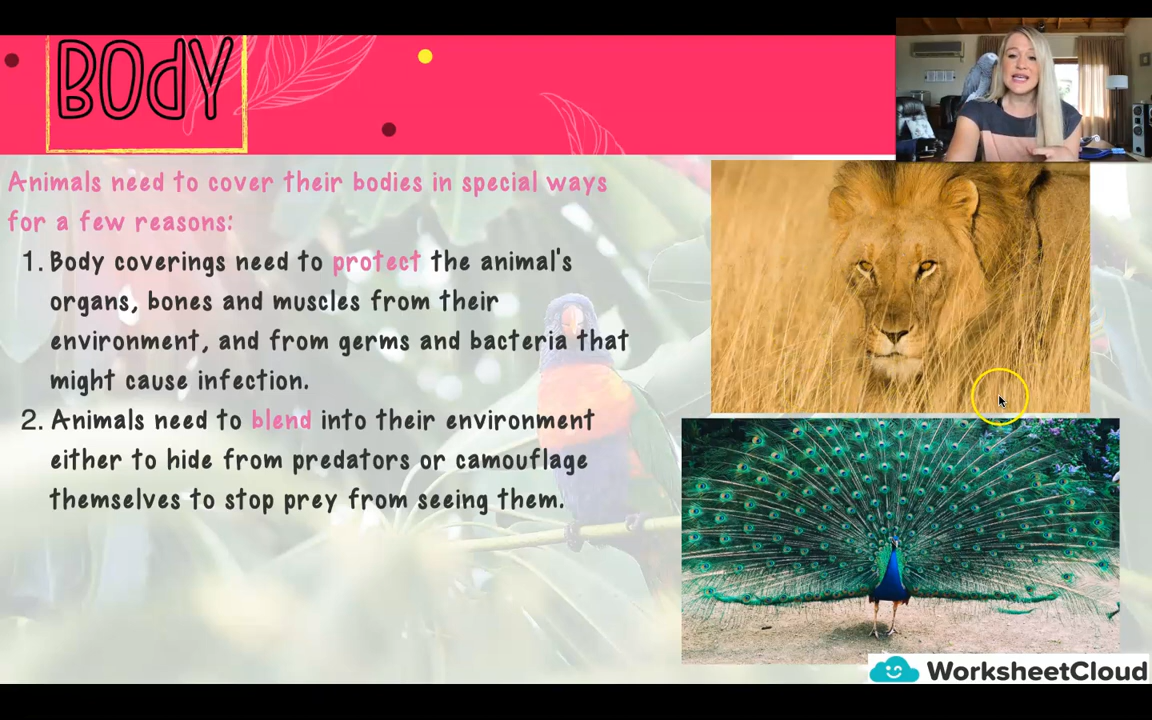 BOdY
Animals need to cover their bodies in special ways
for a few reasons:
1. Body coverings need to protect the animal's
organs, bones and muscles from their
environment, and from germs and bacteria that
might cause infection.
2. Animals need to blend into their environment
either to hide from predators or camouflage
themselves to stop prey from seeing them.
WorksheetCloud